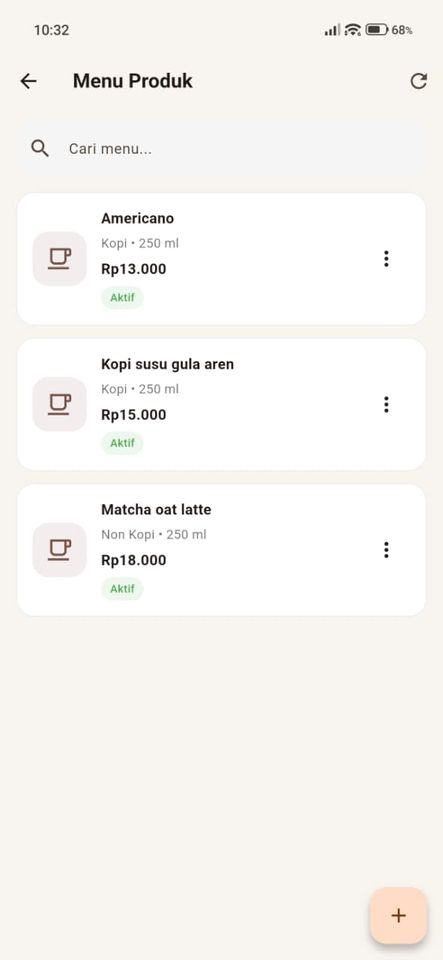 10:32
68%
Menu Produk
Cari menu...
Americano
Kopi • 250 ml
Rp13.000
Aktif
Kopi susu gula aren
Kopi • 250 ml
Rp15.000
Aktif
Matcha oat latte
Non Kopi • 250 ml
Rp18.000
Aktif